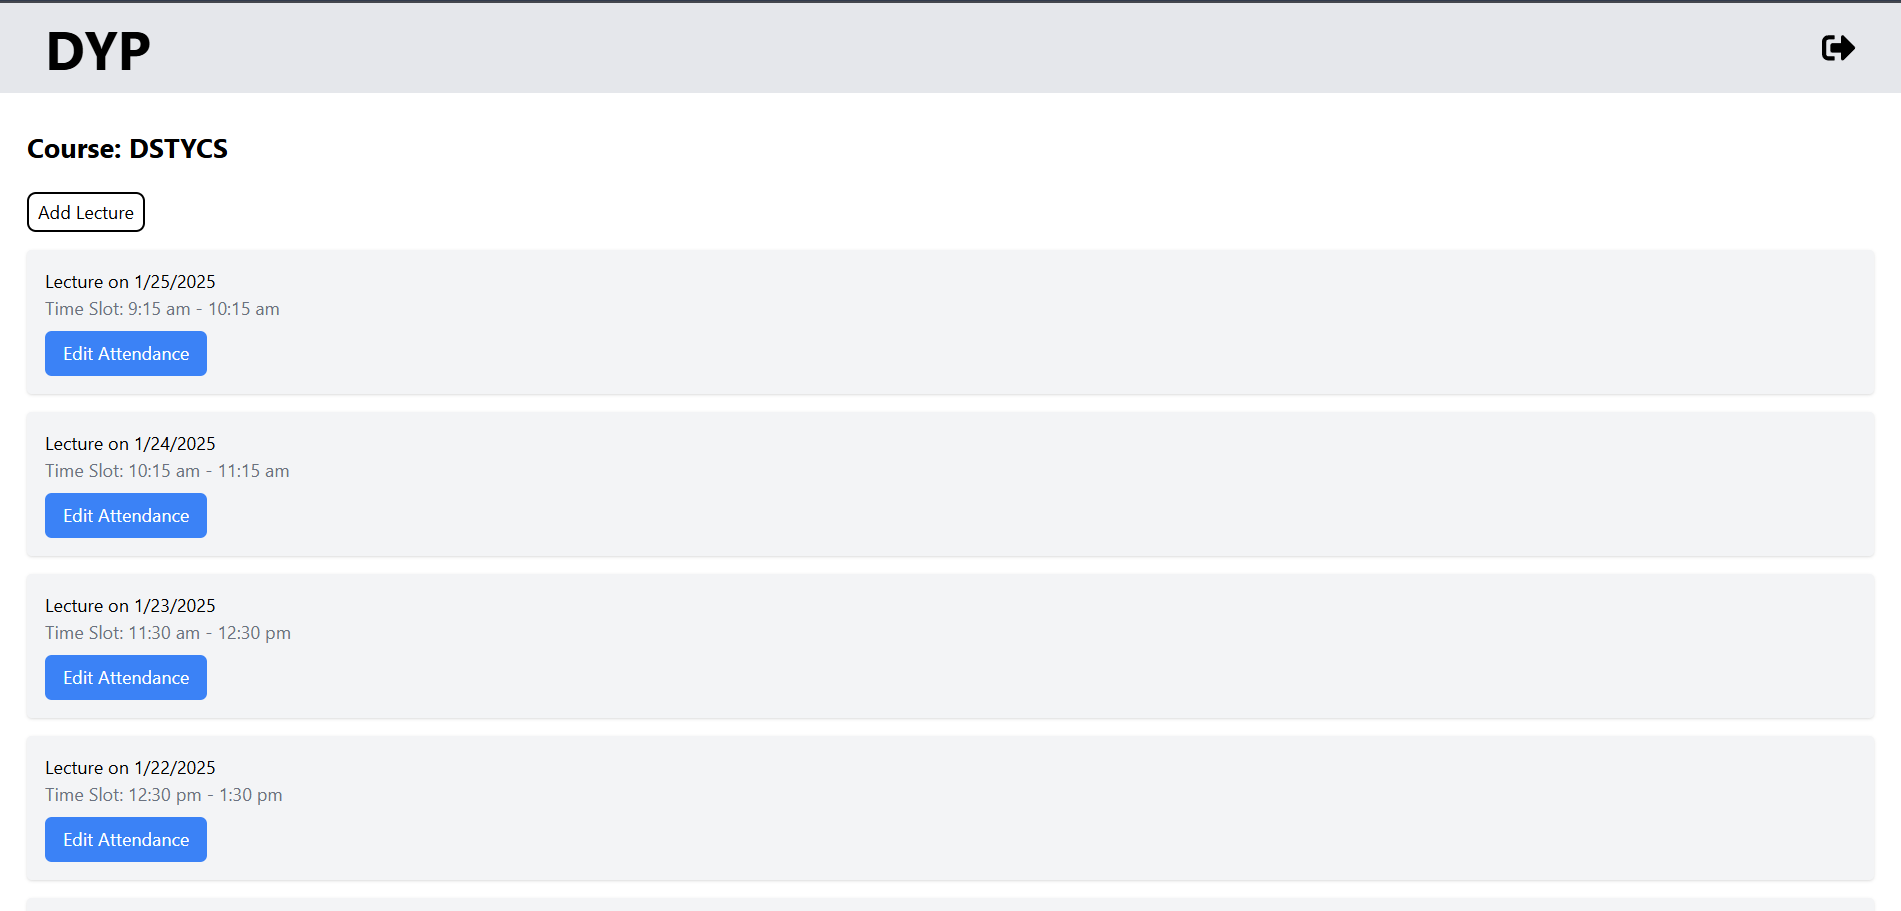 DYP
Course: DSTYCS
Add Lecture
Lecture on 1/25/2025
Time Slot: 9:15 am - 10:15 am
Edit Attendance
Lecture on 1/24/2025
Time Slot: 10:15 am - 11:15 am
Edit Attendance
Lecture on 1/23/2025
Time Slot: 11:30 am - 12:30 pm
Edit Attendance
Lecture on 1/22/2025
Time Slot: 12:30 pm - 1:30 pm
Edit Attendance